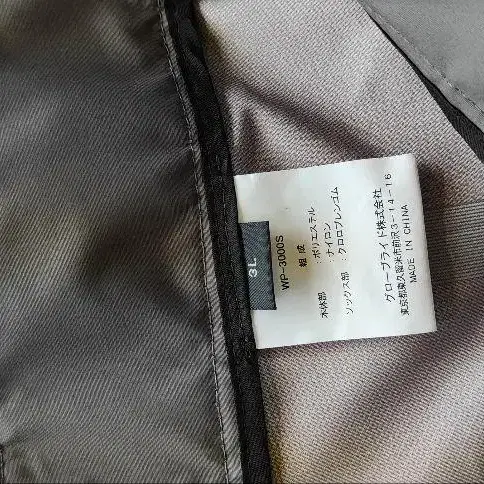 3L
WP-3000S
組成
本体部 : ポリエステル
: ナイロン
ソックス部 : クロロプレンゴム
グローブライド株式会社
東京都東久留米市前沢3-14-16
MADE IN CHINA